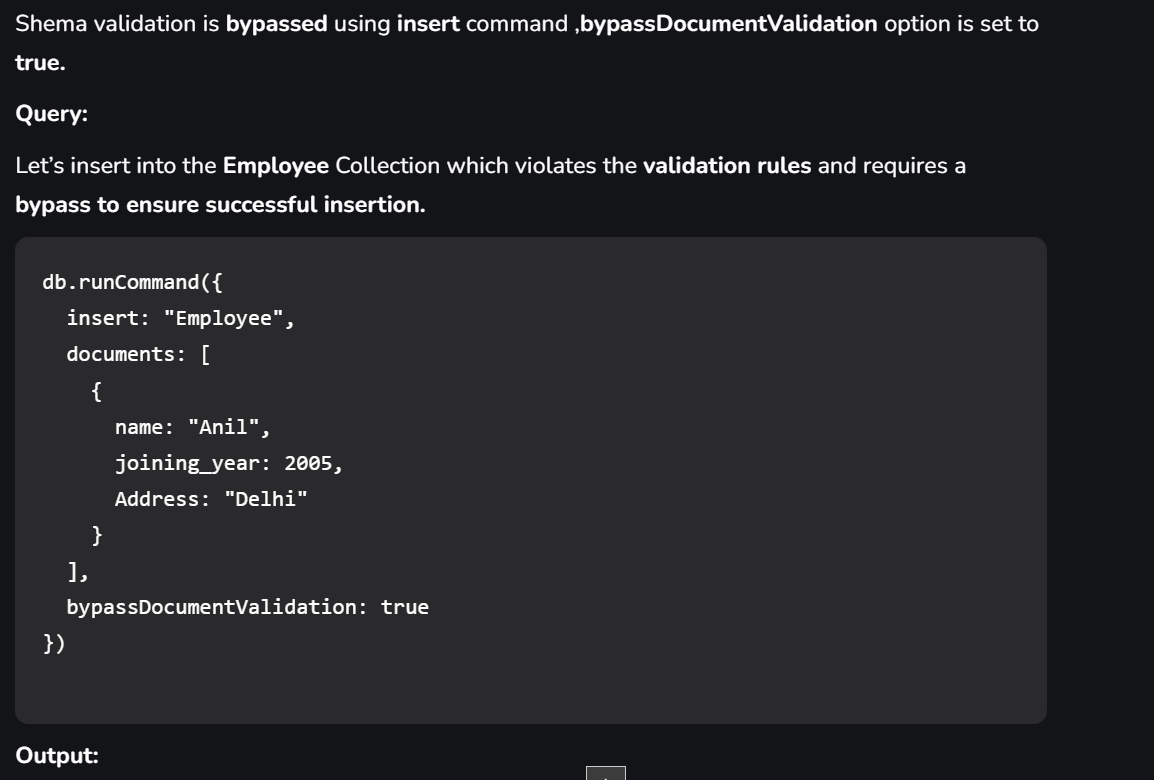 Shema validation is bypassed using insert command ,bypassDocumentValidation option is set to
true.
Query:
Let’s insert into the Employee Collection which violates the validation rules and requires a
bypass to ensure successful insertion.
db.runCommand({
  insert: "Employee",
  documents: [
    {
      name: "Anil",
      joining_year: 2005,
      Address: "Delhi"
    }
  ],
  bypassDocumentValidation: true
})
Output: